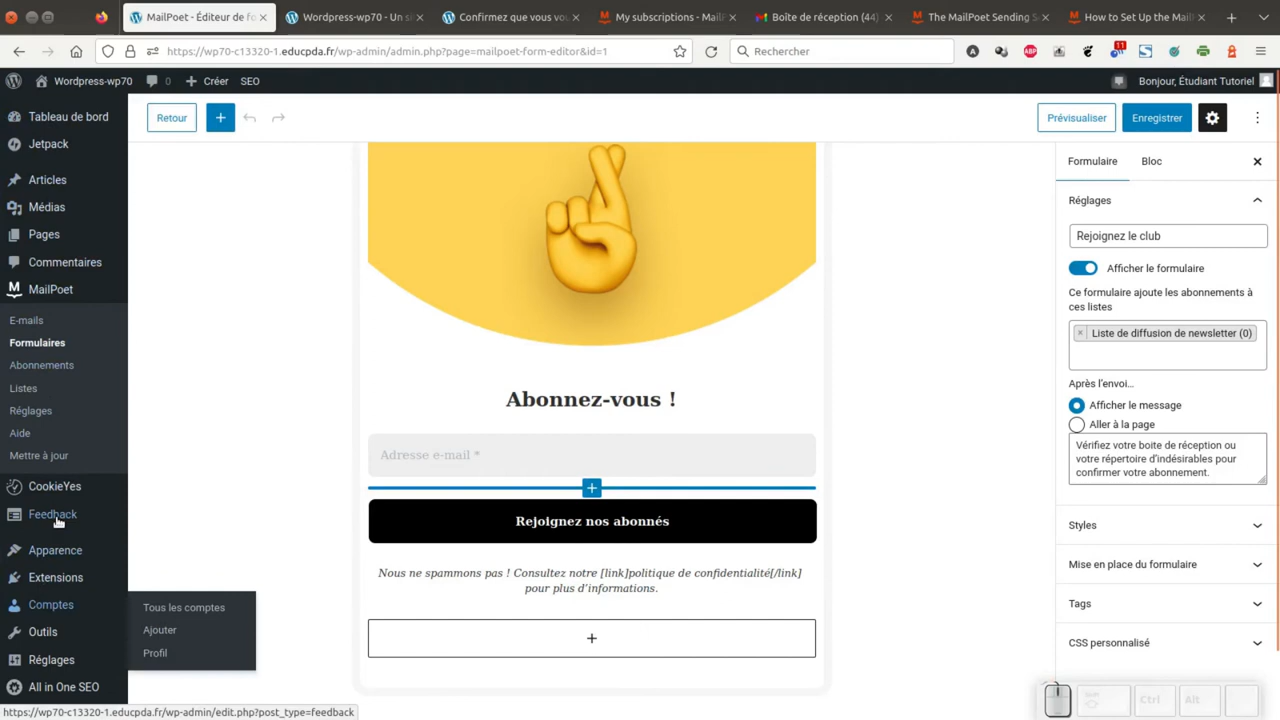 MailPoet - Éditeur de fo
Wordpress-wp70 - Un si
Confirmez que vous vou
My subscriptions - MailP
Boîte de réception (44)
The MailPoet Sending S
How to Set Up the Mail
https://wp70-c13320-1.educpda.fr/wp-admin/admin.php?page=mailpoet-form-editor&id=1
Rechercher
ABP
11
Wordpress-wp70
0
Créer
SEO
Bonjour, Étudiant Tutoriel
Tableau de bord
Jetpack
Articles
Médias
Pages
Commentaires
MailPoet
E-mails
Formulaires
Abonnements
Listes
Réglages
Aide
Mettre à jour
CookieYes
Feedback
Apparence
Extensions
Comptes
Outils
Réglages
All in One SEO
Tous les comptes
Ajouter
Profil
Retour
Prévisualiser
Enregistrer
Abonnez-vous !
Adresse e-mail *
Rejoignez nos abonnés
Nous ne spammons pas ! Consultez notre [link]politique de confidentialité[/link]
pour plus d’informations.
Formulaire
Bloc
Réglages
Rejoignez le club
Afficher le formulaire
Ce formulaire ajoute les abonnements à
ces listes
× Liste de diffusion de newsletter (0)
Après l’envoi…
Afficher le message
Aller à la page
Vérifiez votre boite de réception ou
votre répertoire d’indésirables pour
confirmer votre abonnement.
Styles
Mise en place du formulaire
Tags
CSS personnalisé
Ctrl
Alt
https://wp70-c13320-1.educpda.fr/wp-admin/edit.php?post_type=feedback